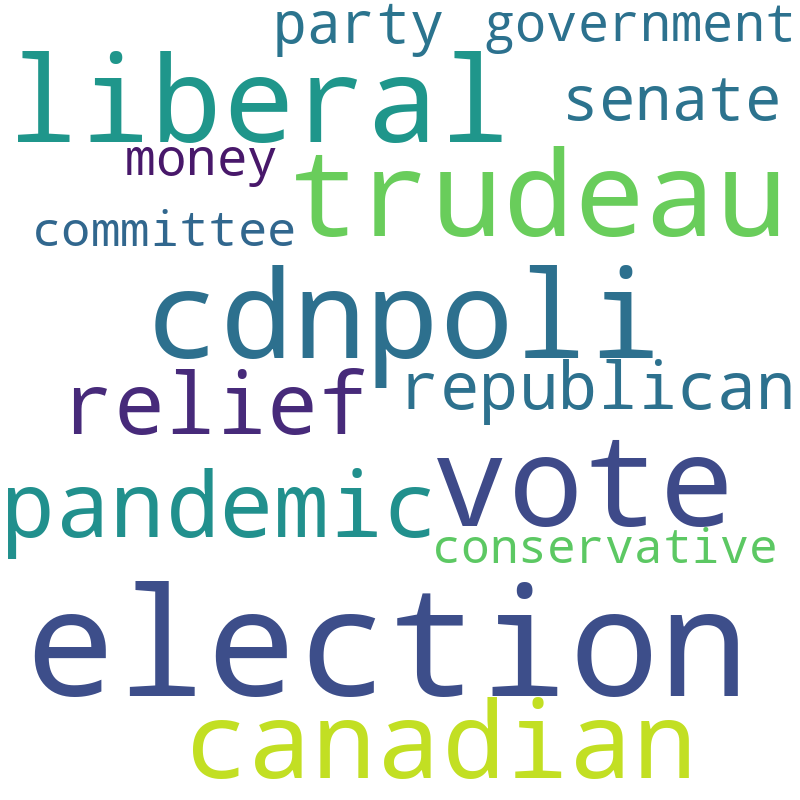 party government
liberal senate
money trudeau
committee
cdnpoli
relief republican
pandemic vote
conservative
election
canadian